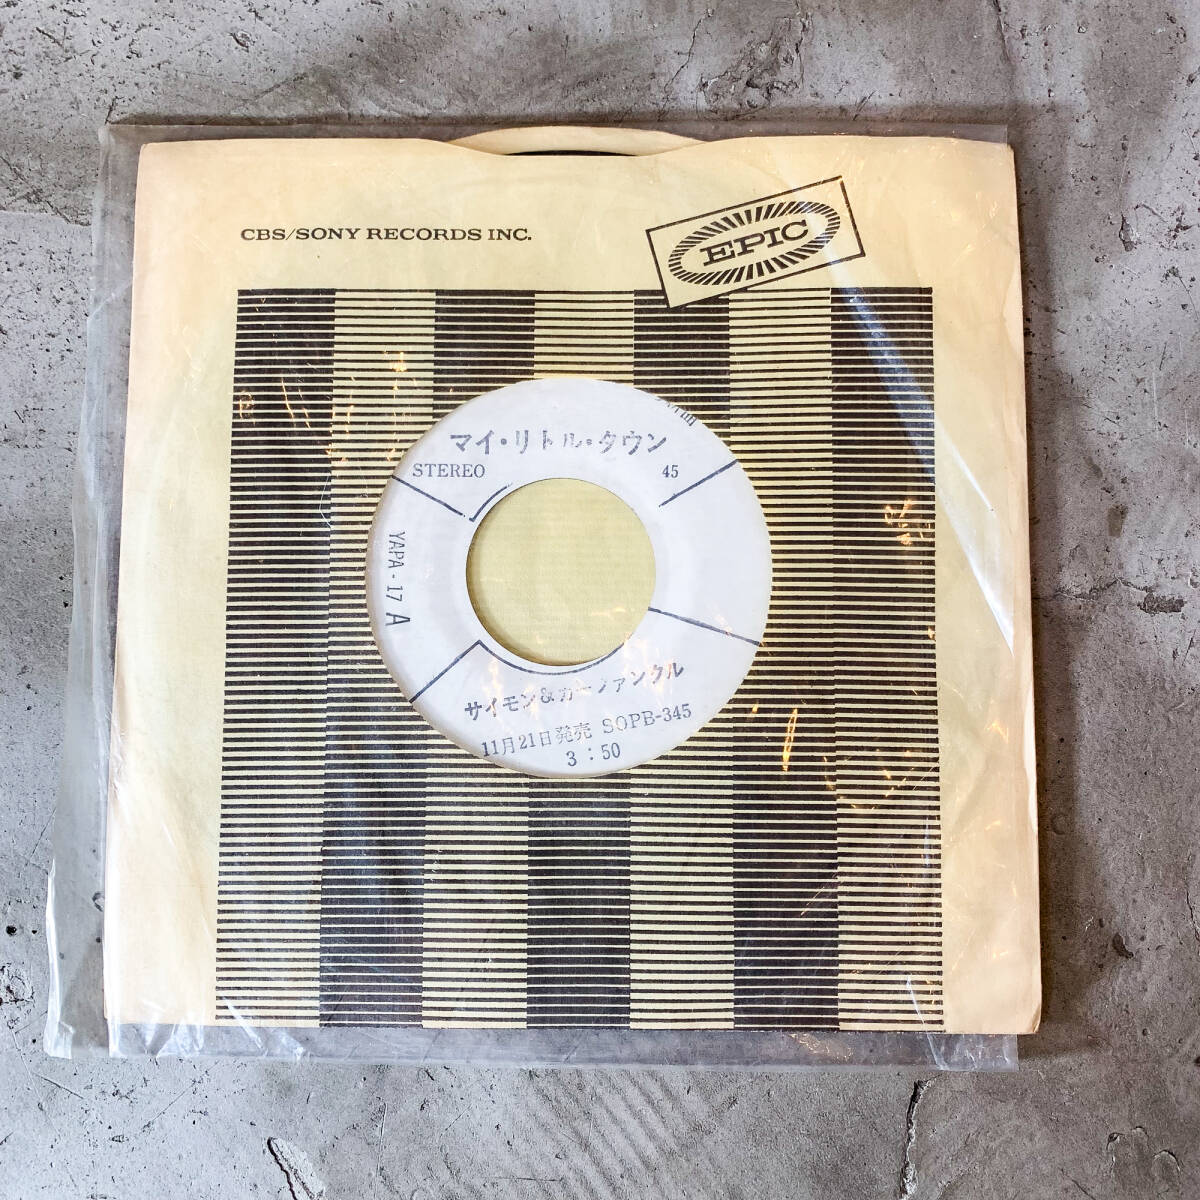 CBS/SONY RECORDS INC.
EPIC
マイ・リトル・タウン
STEREO 45
YAPA-17 A
サイモン&ガーファンクル
11月21日発売 SOPB-345
3:50